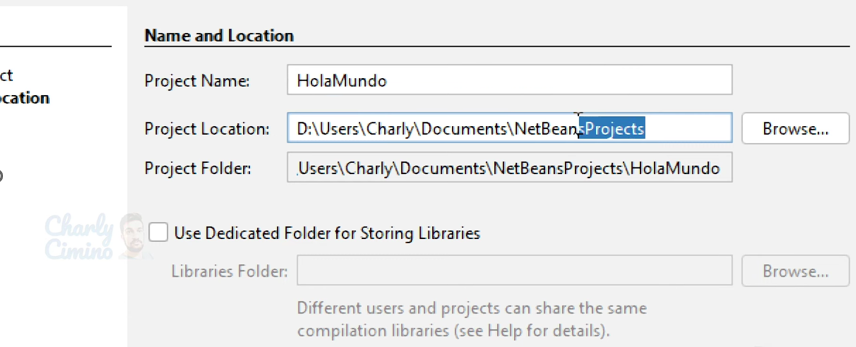 Name and Location
ct
Project Name: HolaMundo
ocation
Project Location: D:\Users\Charly\Documents\NetBeansProjects Browse...
Project Folder: Users\Charly\Documents\NetBeansProjects\HolaMundo
Charly
Cimino
Use Dedicated Folder for Storing Libraries
Libraries Folder: Browse...
Different users and projects can share the same
compilation libraries (see Help for details).